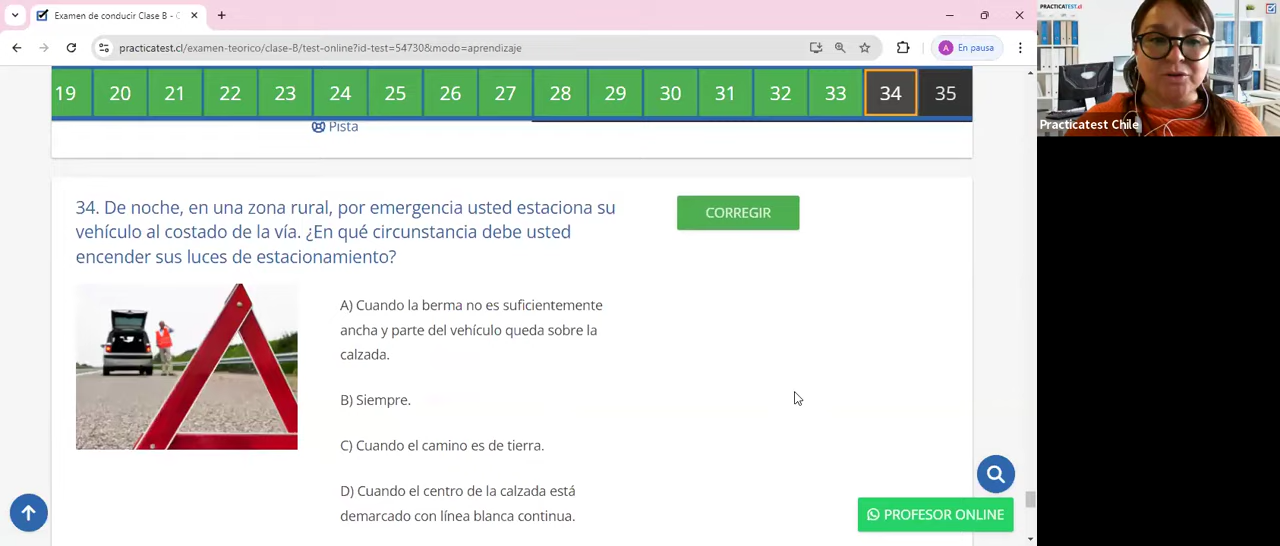 Examen de conducir Clase B - C
practicatest.cl/examen-teorico/clase-B/test-online?id-test=54730&modo=aprendizaje
A En pausa
PRACTICATEST.cl
Practicatest Chile
19 20 21 22 23 24 25 26 27 28 29 30 31 32 33 34 35
Pista
34. De noche, en una zona rural, por emergencia usted estaciona su
vehículo al costado de la vía. ¿En qué circunstancia debe usted
encender sus luces de estacionamiento?
CORREGIR
A) Cuando la berma no es suficientemente
ancha y parte del vehículo queda sobre la
calzada.
B) Siempre.
C) Cuando el camino es de tierra.
D) Cuando el centro de la calzada está
demarcado con línea blanca continua.
PROFESOR ONLINE